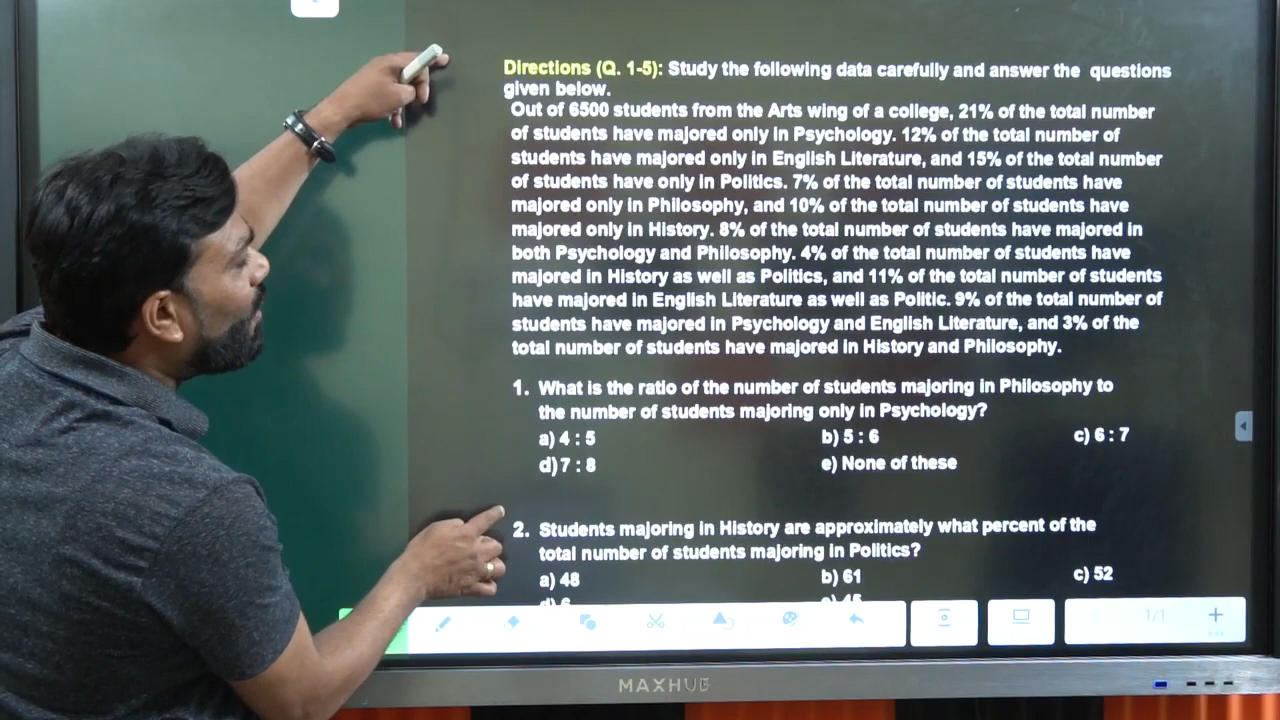 Directions (Q. 1-5): Study the following data carefully and answer the questions
given below.
Out of 6500 students from the Arts wing of a college, 21% of the total number
of students have majored only in Psychology. 12% of the total number of
students have majored only in English Literature, and 15% of the total number
of students have only in Politics. 7% of the total number of students have
majored only in Philosophy, and 10% of the total number of students have
majored only in History. 8% of the total number of students have majored in
both Psychology and Philosophy. 4% of the total number of students have
majored in History as well as Politics, and 11% of the total number of students
have majored in English Literature as well as Politic. 9% of the total number of
students have majored in Psychology and English Literature, and 3% of the
total number of students have majored in History and Philosophy.
1. What is the ratio of the number of students majoring in Philosophy to
the number of students majoring only in Psychology?
a) 4 : 5 b) 5 : 6 c) 6 : 7
d) 7 : 8 e) None of these
2. Students majoring in History are approximately what percent of the
total number of students majoring in Politics?
a) 48 b) 61 c) 52
1/1
MAXHUB